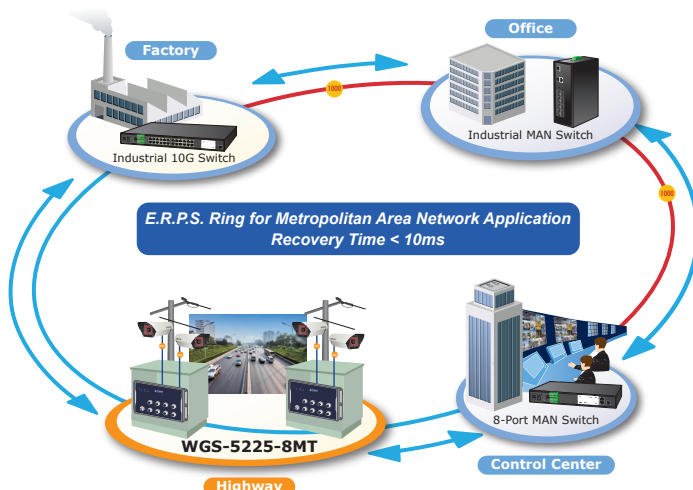 Factory
Office
1000
Industrial 10G Switch
Industrial MAN Switch
1000
E.R.P.S. Ring for Metropolitan Area Network Application
Recovery Time < 10ms
WGS-5225-8MT
8-Port MAN Switch
Highway
Control Center